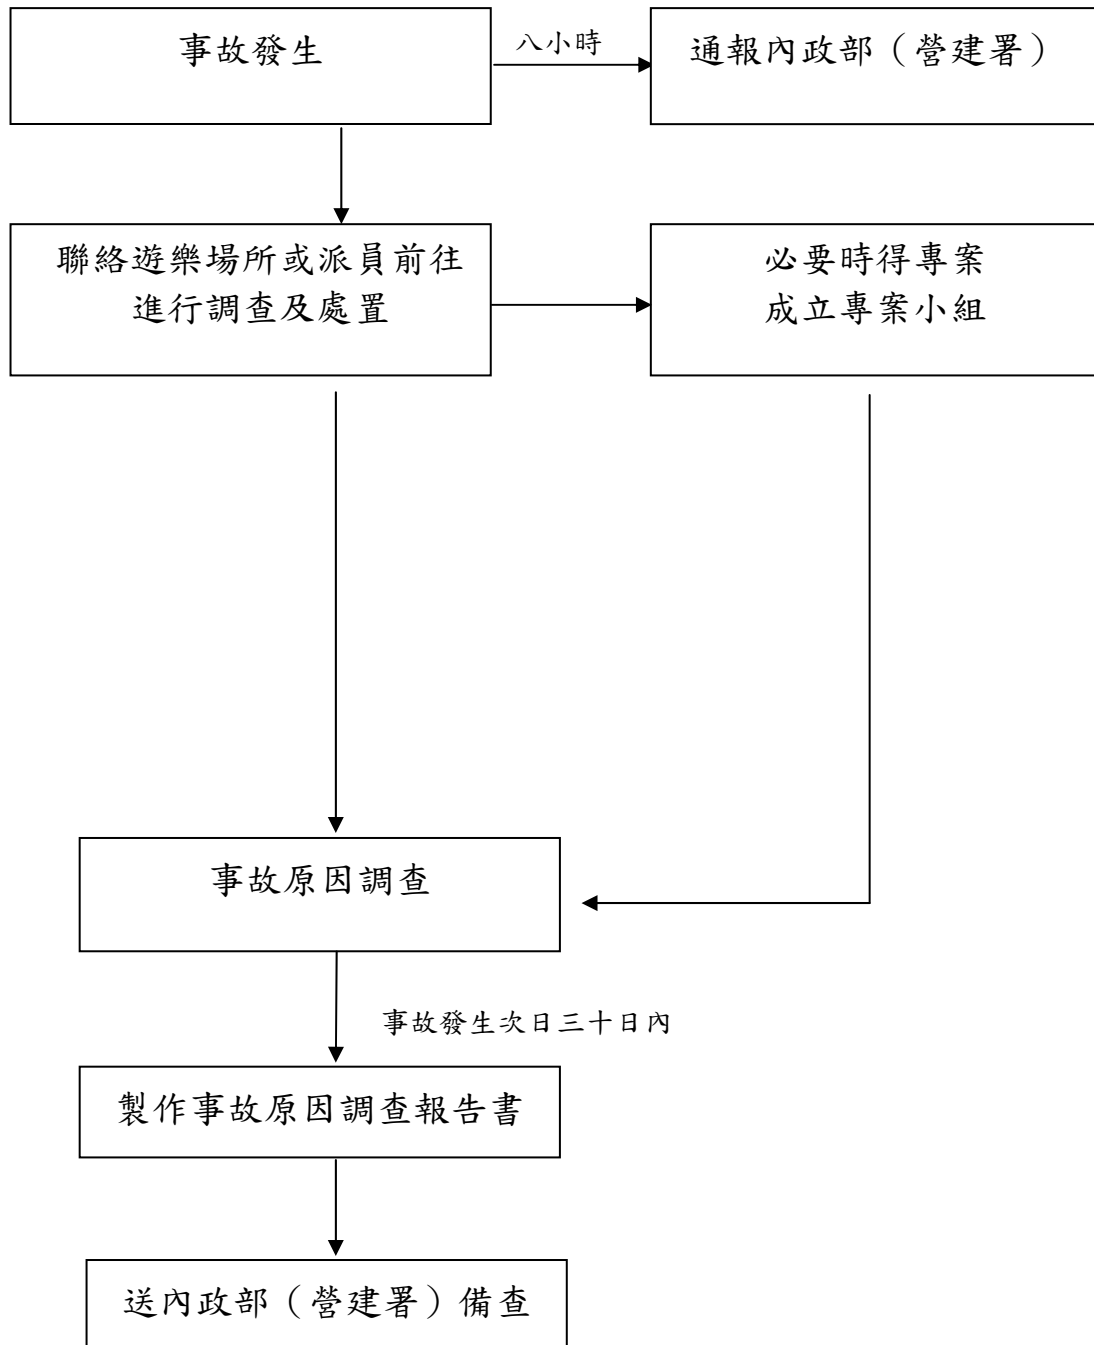 事故發生
八小時
通報內政部（營建署）
聯絡遊樂場所或派員前往
進行調查及處置
必要時得專案
成立專案小組
事故原因調查
事故發生次日三十日內
製作事故原因調查報告書
送內政部（營建署）備查